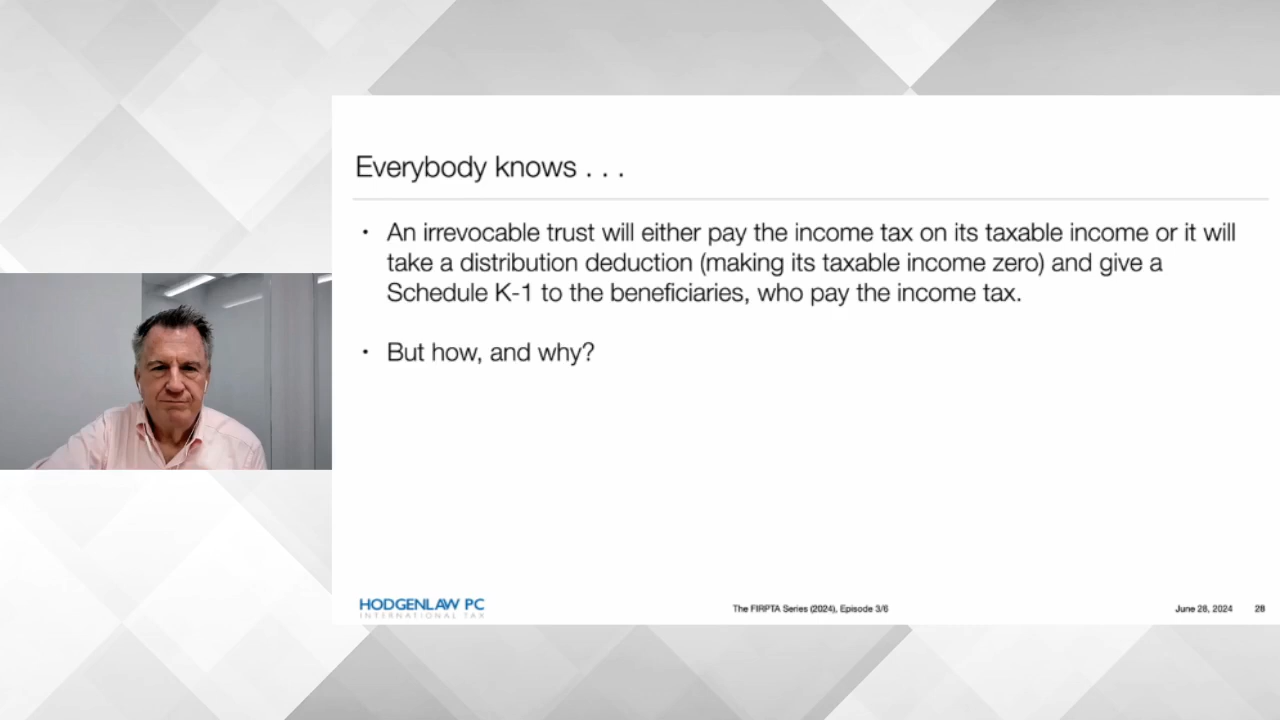 Everybody knows . . .
• An irrevocable trust will either pay the income tax on its taxable income or it will
take a distribution deduction (making its taxable income zero) and give a
Schedule K-1 to the beneficiaries, who pay the income tax.
• But how, and why?
HODGENLAW PC
INTERNATIONAL TAX
The FIRPTA Series (2024), Episode 3/6
June 28, 2024
28